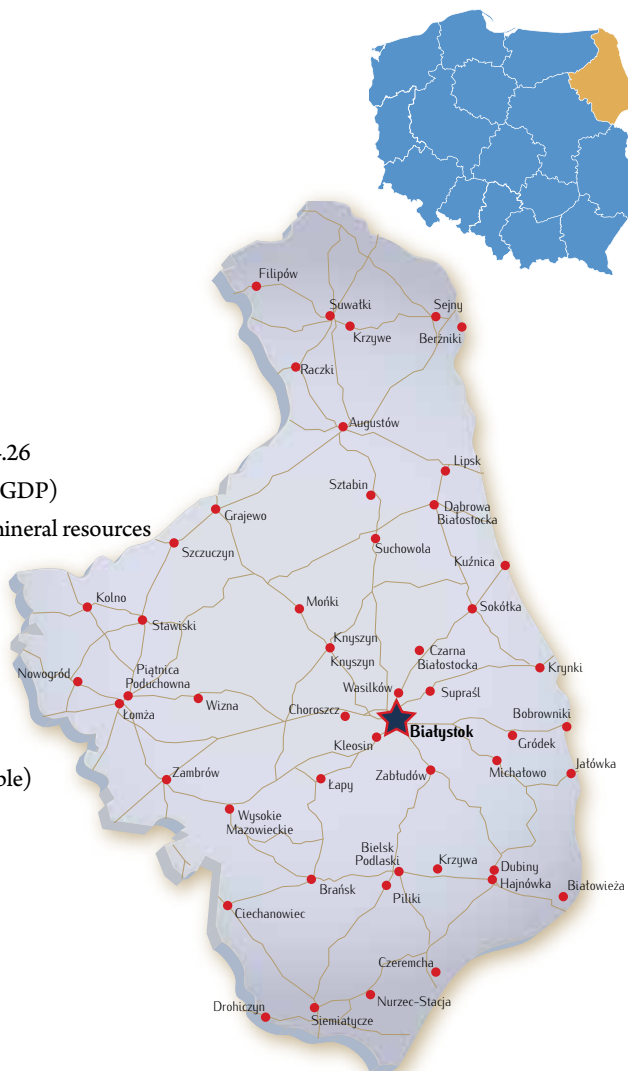 Filipów
Suwałki
Sejny
Krzywe
Berżniki
Raczki
Augustów
.26
GDP)
mineral resources
Lipsk
Sztabin
Dąbrowa
Białostocka
Grajewo
Szczuczyn
Suchowola
Kuźnica
Kolno
Mońki
Sokółka
Stawiski
Knyszyn
Knyszyn
Czarna
Białostocka
Nowogród
Piątnica
Poduchowna
Krynki
Wasilków
Supraśl
Wizna
Choroszcz
Łomża
Białystok
Bobrowniki
Kleosin
Gródek
ble)
Zambrów
Łapy
Zabłudów
Michałowo
Jałówka
Wysokie
Mazowieckie
Bielsk
Podlaski
Krzywa
Dubiny
Hajnówka
Białowieża
Brańsk
Piliki
Ciechanowiec
Czeremcha
Nurzec-Stacja
Drohiczyn
Siemiatycze